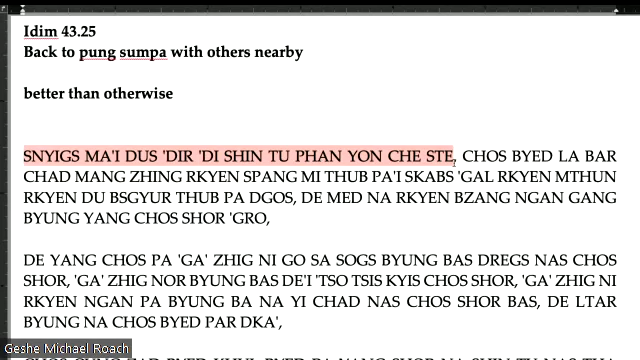 Idim 43.25
Back to pung sumpa with others nearby
better than otherwise
SNYIGS MA'I DUS 'DIR 'DI SHIN TU PHAN YON CHE STE, CHOS BYED LA BAR
CHAD MANG ZHING RKYEN SPANG MI THUB PA'I SKABS 'GAL RKYEN MTHUN
RKYEN DU BSGYUR THUB PA DGOS, DE MED NA RKYEN BZANG NGAN GANG
BYUNG YANG CHOS SHOR 'GRO,
DE YANG CHOS PA 'GA' ZHIG NI GO SA SOGS BYUNG BAS DREGS NAS CHOS
SHOR, 'GA' ZHIG NOR BYUNG BAS DE'I 'TSO TSIS KYIS CHOS SHOR, 'GA' ZHIG NI
RKYEN NGAN PA BYUNG BA NA YI CHAD NAS CHOS SHOR BAS, DE LTAR
BYUNG NA CHOS BYED PAR DKA',
Geshe Michael Roach